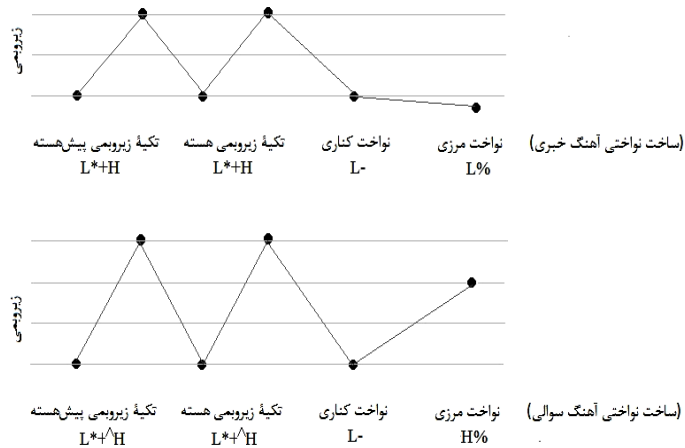 زیروبمی
تکیهٔ زیروبمی پیش‌هسته
تکیهٔ زیروبمی هسته
نواخت کناری
نواخت مرزی
(ساخت نواختی آهنگ خبری)
L*+H
L*+H
L-
L%
زیروبمی
تکیهٔ زیروبمی پیش‌هسته
تکیهٔ زیروبمی هسته
نواخت کناری
نواخت مرزی
(ساخت نواختی آهنگ سوالی)
L*+^H
L*+^H
L-
H%